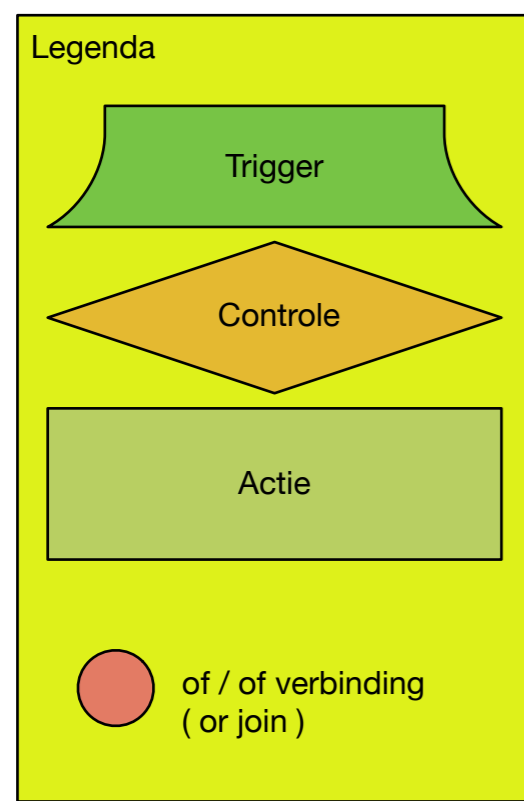 Legenda
Trigger
Controle
Actie
of / of verbinding
( or join )